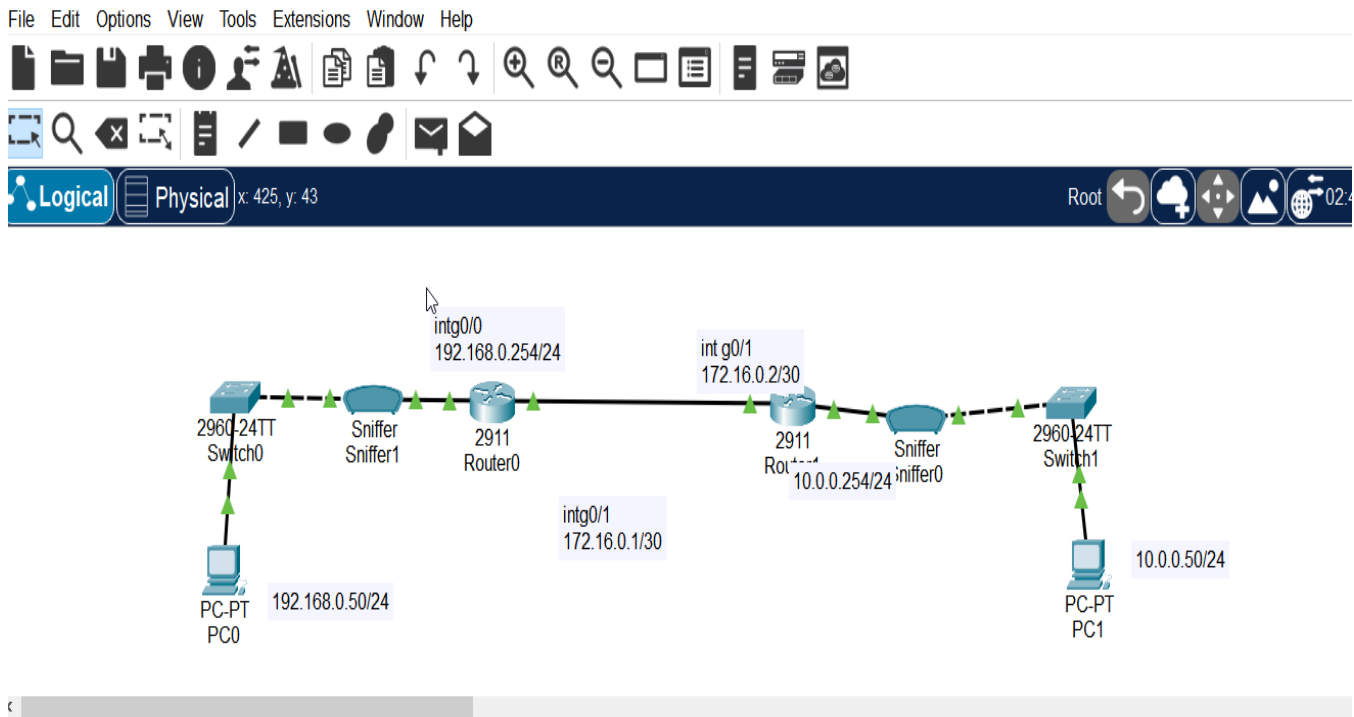 File Edit Options View Tools Extensions Window Help
Logical Physical x: 425, y: 43 Root
intg0/0
192.168.0.254/24
int g0/1
172.16.0.2/30
2960-24TT
Switch0
Sniffer
Sniffer1
2911
Router0
2911
Sniffer
Sniffer0
10.0.0.254/24
2960-24TT
Switch1
intg0/1
172.16.0.1/30
PC-PT
PC0
192.168.0.50/24
PC-PT
PC1
10.0.0.50/24